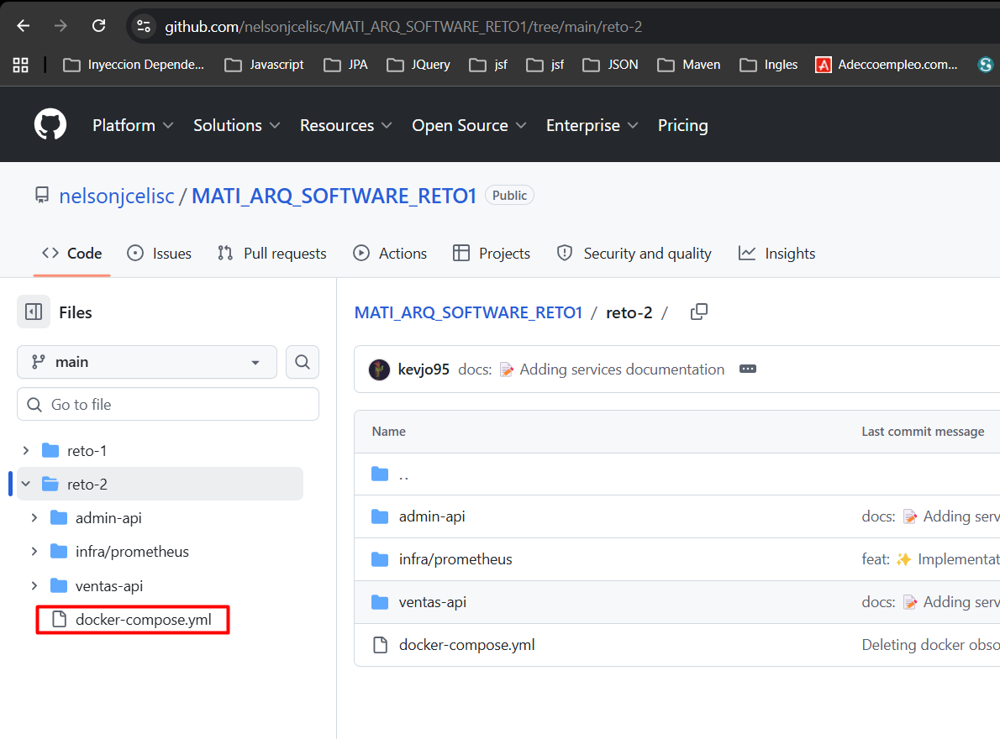 github.com/nelsonjcelisc/MATI_ARQ_SOFTWARE_RETO1/tree/main/reto-2
Inyeccion Depende... Javascript JPA JQuery jsf jsf JSON Maven Ingles Adeccoempleo.com...
Platform Solutions Resources Open Source Enterprise Pricing
nelsonjcelisc / MATI_ARQ_SOFTWARE_RETO1 Public
Code Issues Pull requests Actions Projects Security and quality Insights
Files
main
Go to file
reto-1
reto-2
admin-api
infra/prometheus
ventas-api
docker-compose.yml
MATI_ARQ_SOFTWARE_RETO1 / reto-2 /
kevjo95 docs: 📝 Adding services documentation
Name Last commit message
..
admin-api docs: 📝 Adding serv
infra/prometheus feat: ✨ Implementat
ventas-api docs: 📝 Adding serv
docker-compose.yml Deleting docker obso